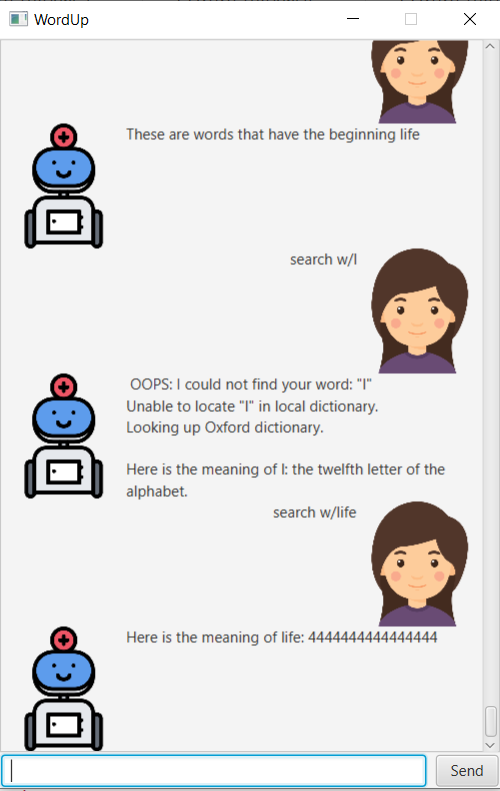 WordUp
These are words that have the beginning life
search w/l
OOPS: I could not find your word: "l"
Unable to locate "l" in local dictionary.
Looking up Oxford dictionary.
Here is the meaning of l: the twelfth letter of the
alphabet.
search w/life
Here is the meaning of life: 4444444444444444
Send